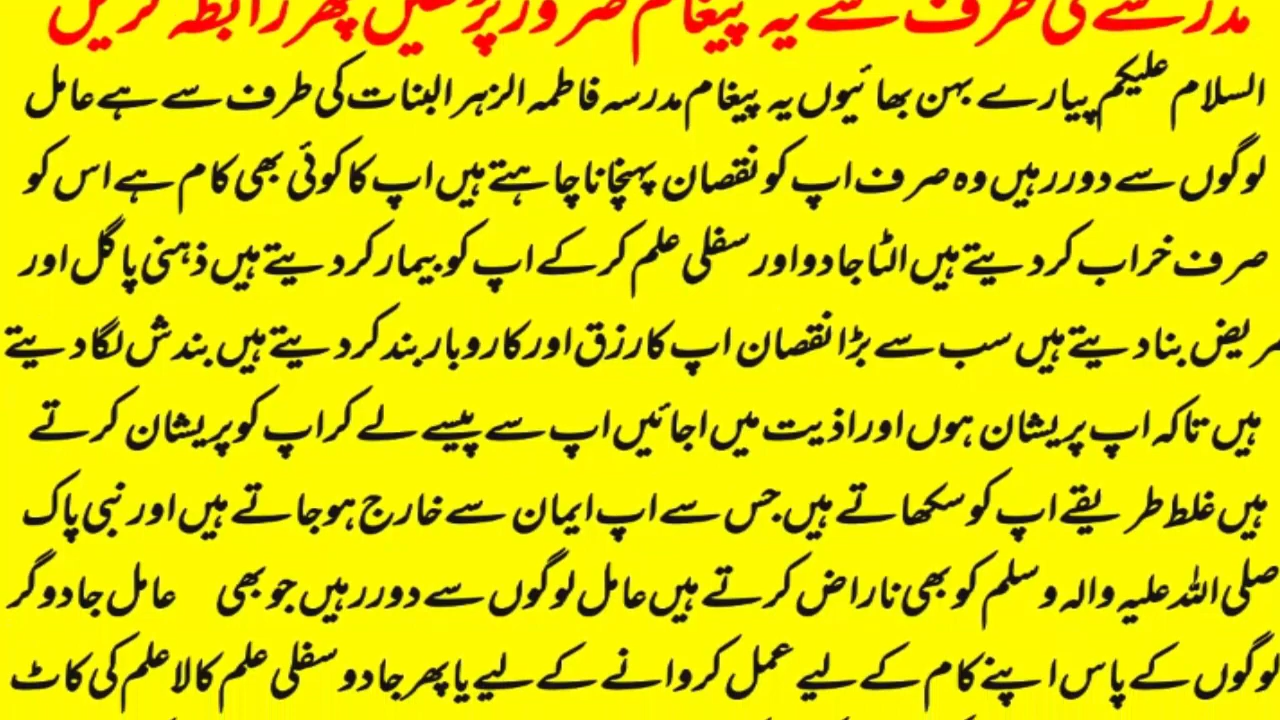 مدرسے کی طرف سے یہ پیغام ضرور پڑھیں پھر رابطہ کریں
السلام علیکم پیارے بہن بھائیوں یہ پیغام مدرسہ فاطمہ الزہرا البنات کی طرف سے ہے عامل
لوگوں سے دور رہیں وہ صرف اپ کو نقصان پہنچانا چاہتے ہیں اپ کا کوئی بھی کام ہے اس کو
صرف خراب کر دیتے ہیں الٹا جادو اور سفلی علم کر کے اپ کو بیمار کر دیتے ہیں ذہنی پاگل اور
مریض بنا دیتے ہیں سب سے بڑا نقصان اپ کا رزق اور کاروبار بند کر دیتے ہیں بندش لگا دیتے
ہیں تاکہ اپ پریشان ہوں اور اذیت میں اجائیں اپ سے پیسے لے کر اپ کو پریشان کرتے
ہیں غلط طریقے اپ کو سکھاتے ہیں جس سے اپ ایمان سے خارج ہو جاتے ہیں اور نبی پاک
صلی اللہ علیہ والہ وسلم کو بھی ناراض کرتے ہیں عامل لوگوں سے دور رہیں جو بھی عامل جادوگر
لوگوں کے پاس اپنے کام کے لیے عمل کروانے کے لیے یا پھر جادو سفلی علم کالا علم کی کاٹ